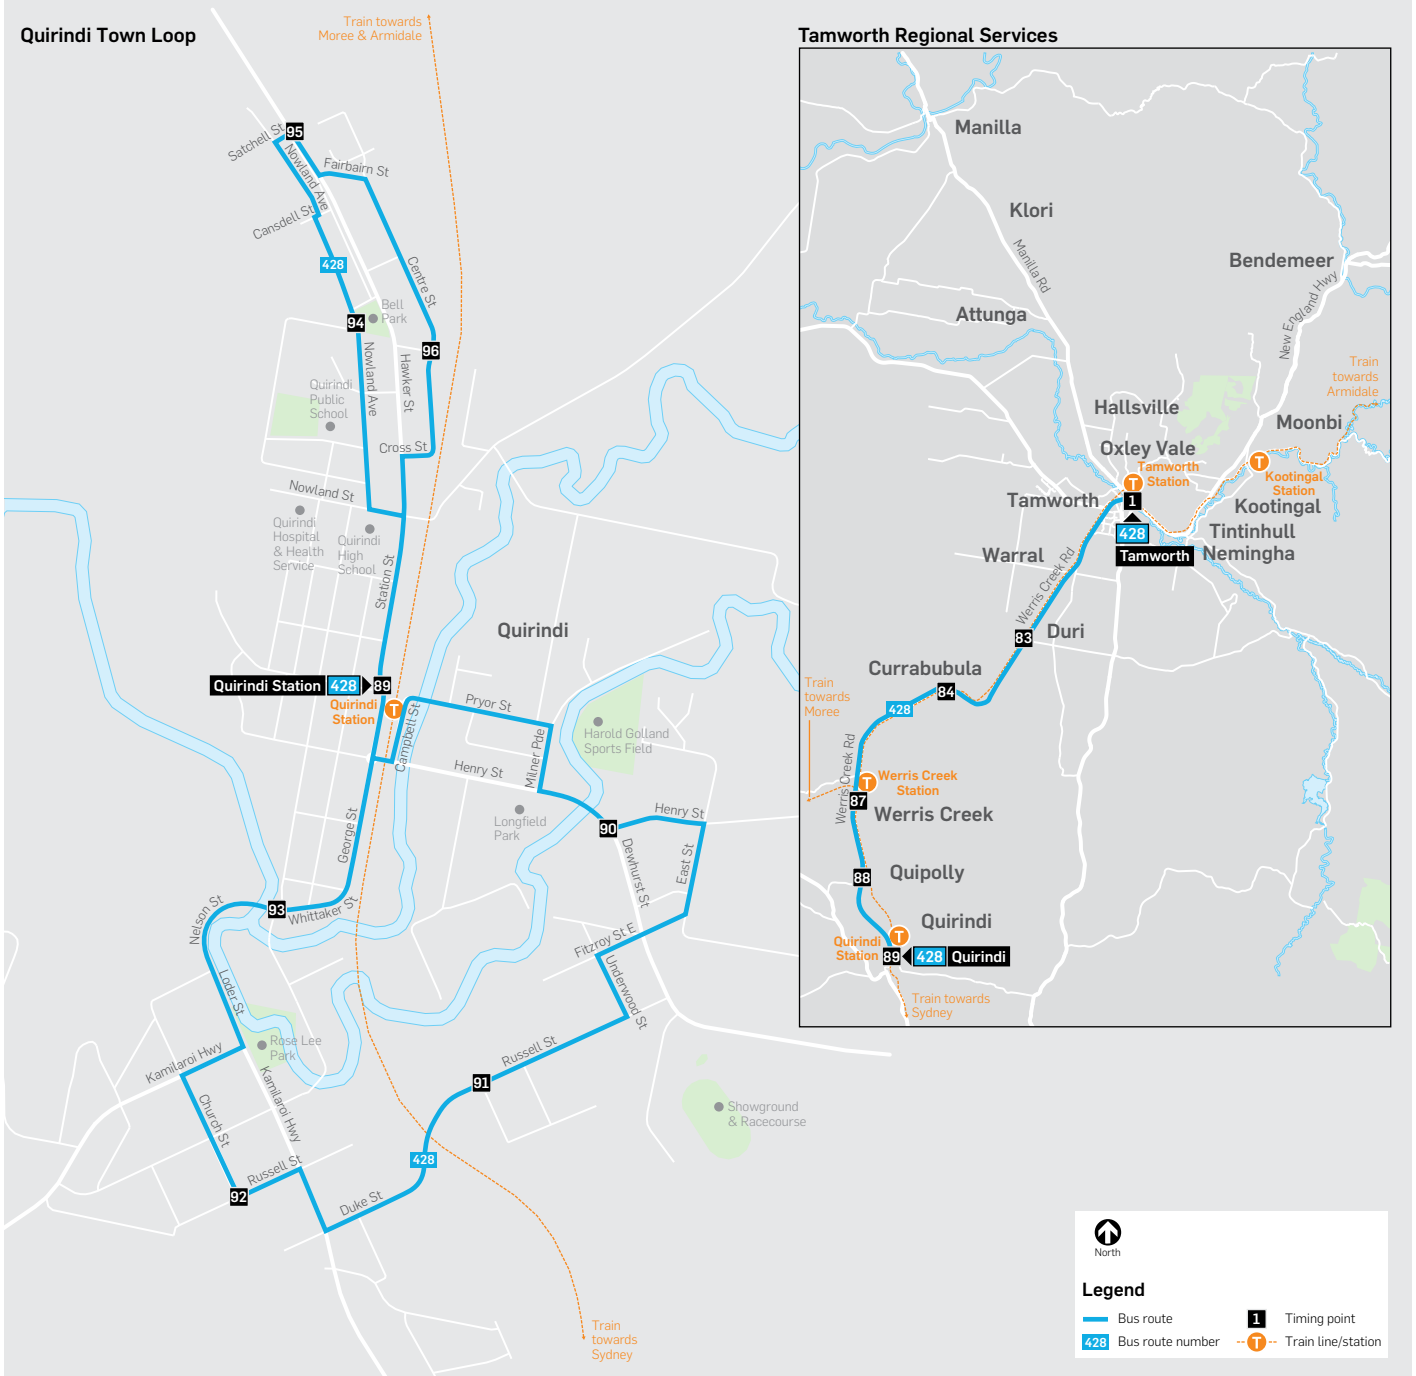 Quirindi Town Loop
Train towards
Moree & Armidale
Satchell St
95
Nowland Ave
Fairbairn St
Cansdell St
428
Centre St
Bell
Park
94
96
Nowland Ave
Hawker St
Quirindi
Public
School
Cross St
Nowland St
Quirindi
Hospital
& Health
Service
Quirindi
High
School
Station St
Quirindi
Quirindi Station
428
89
Quirindi
Station
T
Campbell St
Pryor St
Milner Pde
Harold Golland
Sports Field
Henry St
Longfield
Park
George St
Henry St
90
Dewhurst St
East St
Nelson St
93
Whittaker St
Fitzroy St E
Underwood St
Loder St
Rose Lee
Park
Kamilaroi Hwy
Kamilaroi Hwy
Russell St
91
Church St
Showground
& Racecourse
428
Russell St
92
Duke St
Train
towards
Sydney
Tamworth Regional Services
Manilla
Klori
Manilla Rd
Bendemeer
New England Hwy
Attunga
Train
towards
Armidale
Hallsville
Moonbi
Oxley Vale
Tamworth
Station
T
T
Kootingal
Station
Tamworth
1
Kootingal
428
Tintinhull
Tamworth
Nemingha
Warral
Werris Creek Rd
83
Duri
Currabubula
84
Train
towards
Moree
428
Werris Creek Rd
T
Werris Creek
Station
87
Werris Creek
88
Quipolly
Quirindi
Quirindi
Station
T
89
428
Quirindi
Train towards
Sydney
North
Legend
Bus route
1
Timing point
428
Bus route number
T
Train line/station